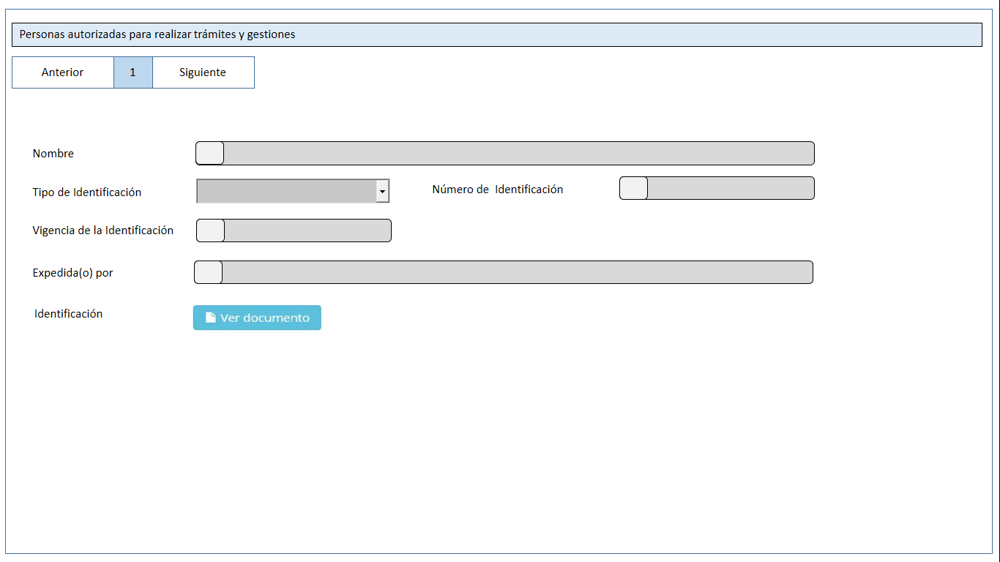 Personas autorizadas para realizar trámites y gestiones
Anterior 1 Siguiente
Nombre
Tipo de Identificación Número de Identificación
Vigencia de la Identificación
Expedida(o) por
Identificación Ver documento